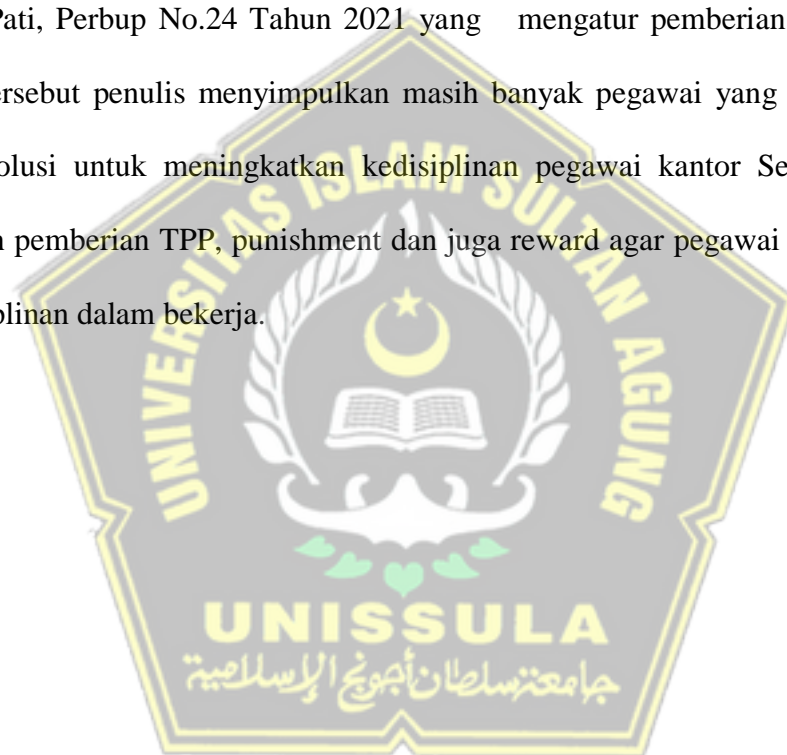 Pati, Perbup No.24 Tahun 2021 yang mengatur pemberian
ersebut penulis menyimpulkan masih banyak pegawai yang
olusi untuk meningkatkan kedisiplinan pegawai kantor Se
n pemberian TPP, punishment dan juga reward agar pegawai
plinan dalam bekerja.
UNIVERSITAS ISLAM SULTAN AGUNG
UNISSULA
جامعتنسلطان أجونج الإسلامية